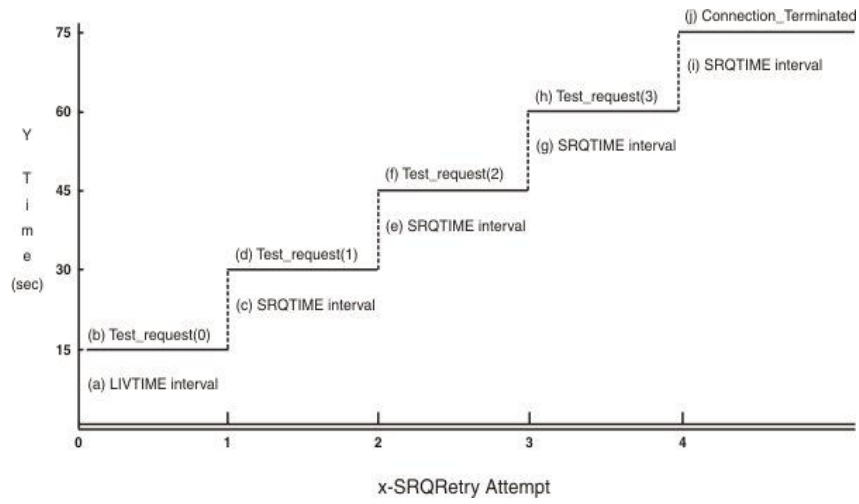 (j) Connection_Terminated
75
(i) SRQTIME interval
(h) Test_request(3)
60
(g) SRQTIME interval
Y
Time
(sec)
(f) Test_request(2)
45
(e) SRQTIME interval
(d) Test_request(1)
30
(c) SRQTIME interval
(b) Test_request(0)
15
(a) LIVTIME interval
0 1 2 3 4
x-SRQRetry Attempt